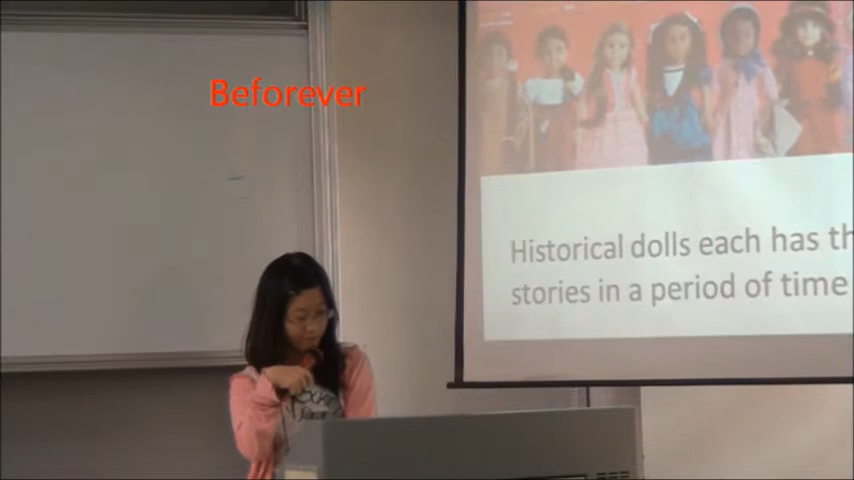 Beforever
Historical dolls each has th
stories in a period of time